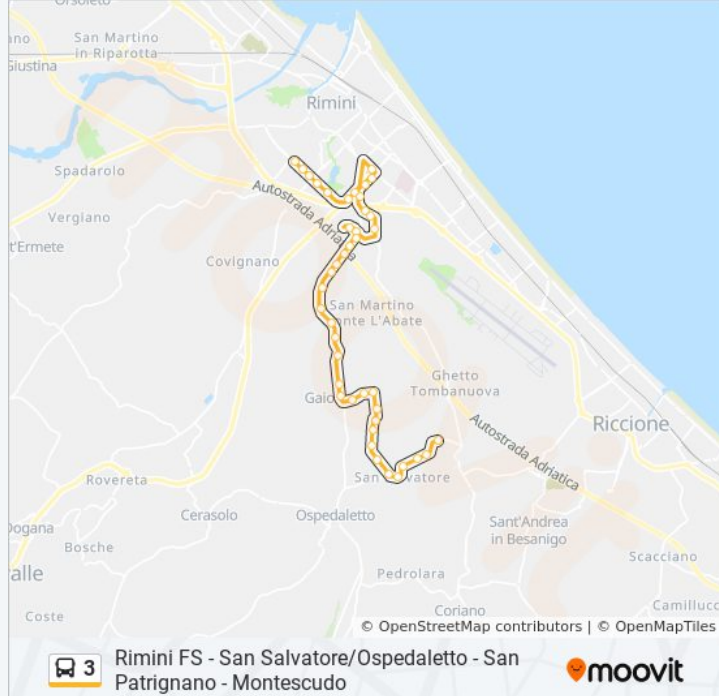 Orsoleto
ano
San Martino
in Riparotta
Giustina
Rimini
Spadarolo
Autostrada Adriatica
Vergiano
t'Ermete
Covignano
San Martino
Monte L'Abate
Ghetto
Tombanuova
Gaio
Riccione
Autostrada Adriatica
Rovereta
San Salvatore
Cerasolo
Ospedaletto
Sant'Andrea
in Besanigo
Dogana
Bosche
Scacciano
alle
Pedrolara
Coste
Coriano
Camilluc
© OpenStreetMap contributors | © OpenMapTiles
3
Rimini FS - San Salvatore/Ospedaletto - San
Patrignano - Montescudo
moovit